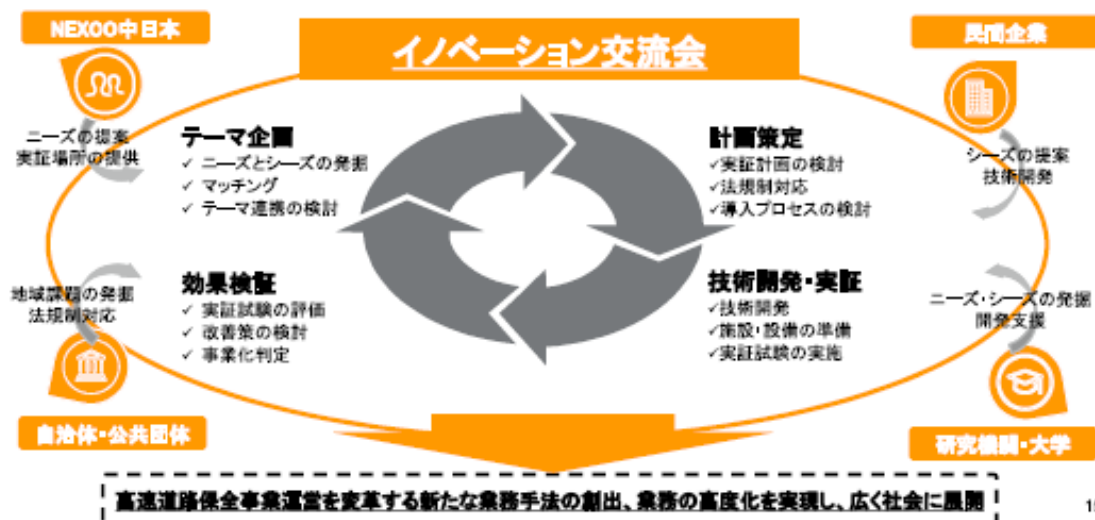 NEXCO中日本
イノベーション交流会
民間企業
ニーズの提案
実証場所の提供
テーマ企画
✓ ニーズとシーズの発掘
✓ マッチング
✓ テーマ連携の検討
計画策定
✓実証計画の検討
✓法規制対応
✓導入プロセスの検討
シーズの提案
技術開発
地域課題の発掘
法規制対応
効果検証
✓ 実証試験の評価
✓ 改善策の検討
✓ 事業化判定
技術開発・実証
✓技術開発
✓施設・設備の準備
✓実証試験の実施
ニーズ・シーズの発掘
開発支援
自治体・公共団体
研究機関・大学
高速道路保全事業運営を変革する新たな業務手法の創出、業務の高度化を実現し、広く社会に展開